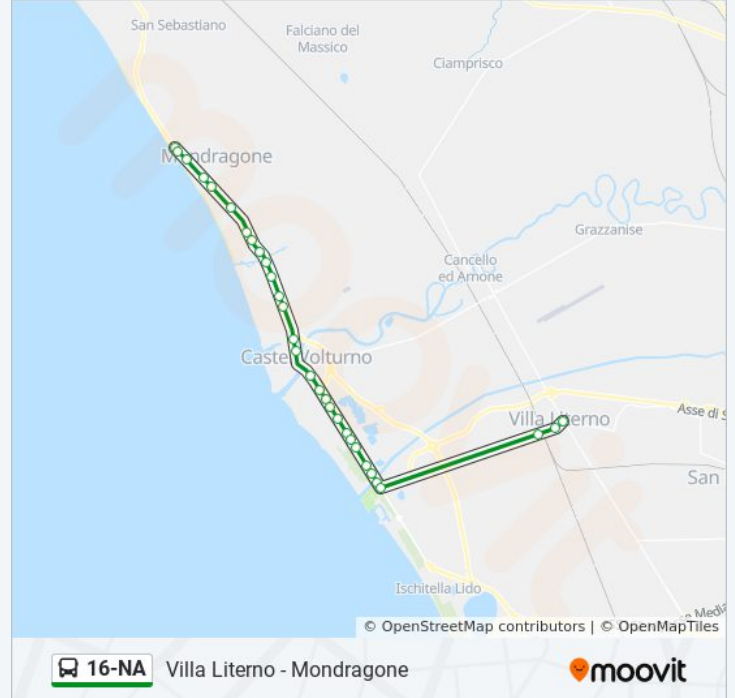 San Sebastiano
Falciano del
Massico
Ciamprisco
Mondragone
Grazzanise
Cancello
ed Arnone
Castel Volturno
Villa Literno
Asse di S
San
Ischitella Lido
e Media
© OpenStreetMap contributors | © OpenMapTiles
16-NA Villa Literno - Mondragone
moovit